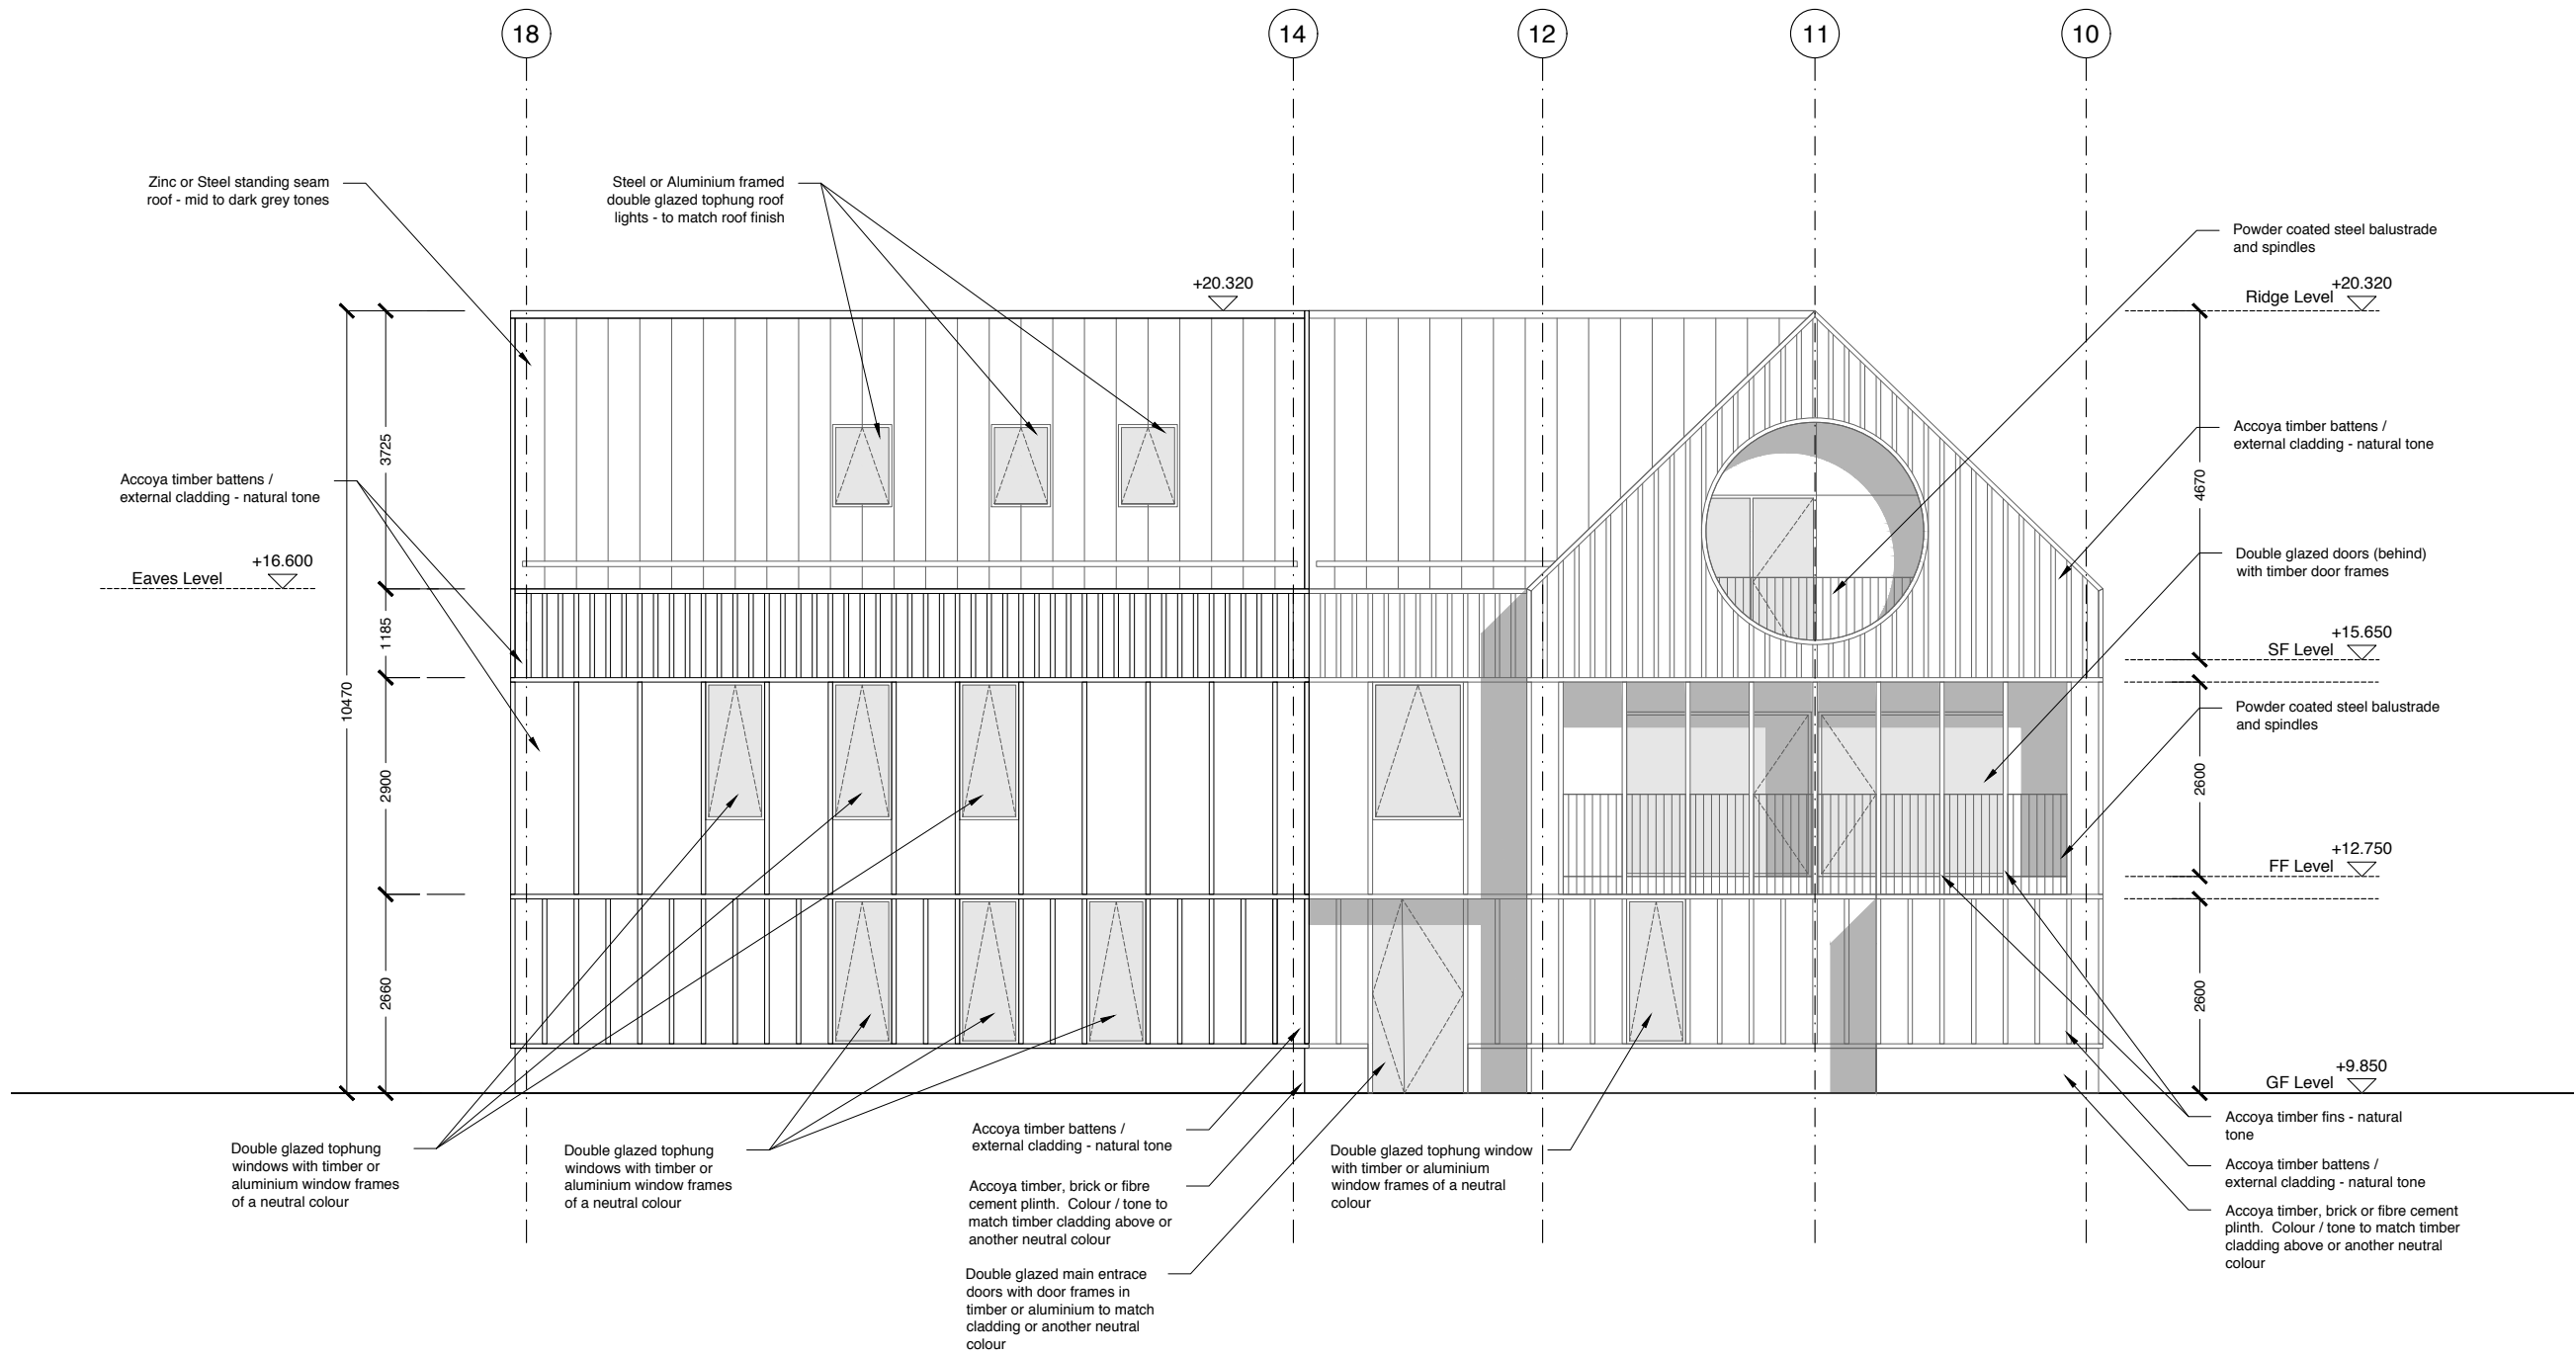 18
14
12
11
10
Zinc or Steel standing seam
roof - mid to dark grey tones
Steel or Aluminium framed
double glazed tophung roof
lights - to match roof finish
Powder coated steel balustrade
and spindles
+20.320
Ridge Level
+20.320
3725
4670
Accoya timber battens /
external cladding - natural tone
Accoya timber battens /
external cladding - natural tone
+16.600
Eaves Level
Double glazed doors (behind)
with timber door frames
1185
+15.650
SF Level
10470
Powder coated steel balustrade
and spindles
2900
2600
+12.750
FF Level
2660
2600
+9.850
GF Level
Double glazed tophung
windows with timber or
aluminium window frames
of a neutral colour
Double glazed tophung
windows with timber or
aluminium window frames
of a neutral colour
Accoya timber battens /
external cladding - natural tone
Accoya timber, brick or fibre
cement plinth.  Colour / tone to
match timber cladding above or
another neutral colour
Double glazed main entrace
doors with door frames in
timber or aluminium to match
cladding or another neutral
colour
Double glazed tophung window
with timber or aluminium
window frames of a neutral
colour
Accoya timber fins - natural
tone
Accoya timber battens /
external cladding - natural tone
Accoya timber, brick or fibre cement
plinth.  Colour / tone to match timber
cladding above or another neutral
colour